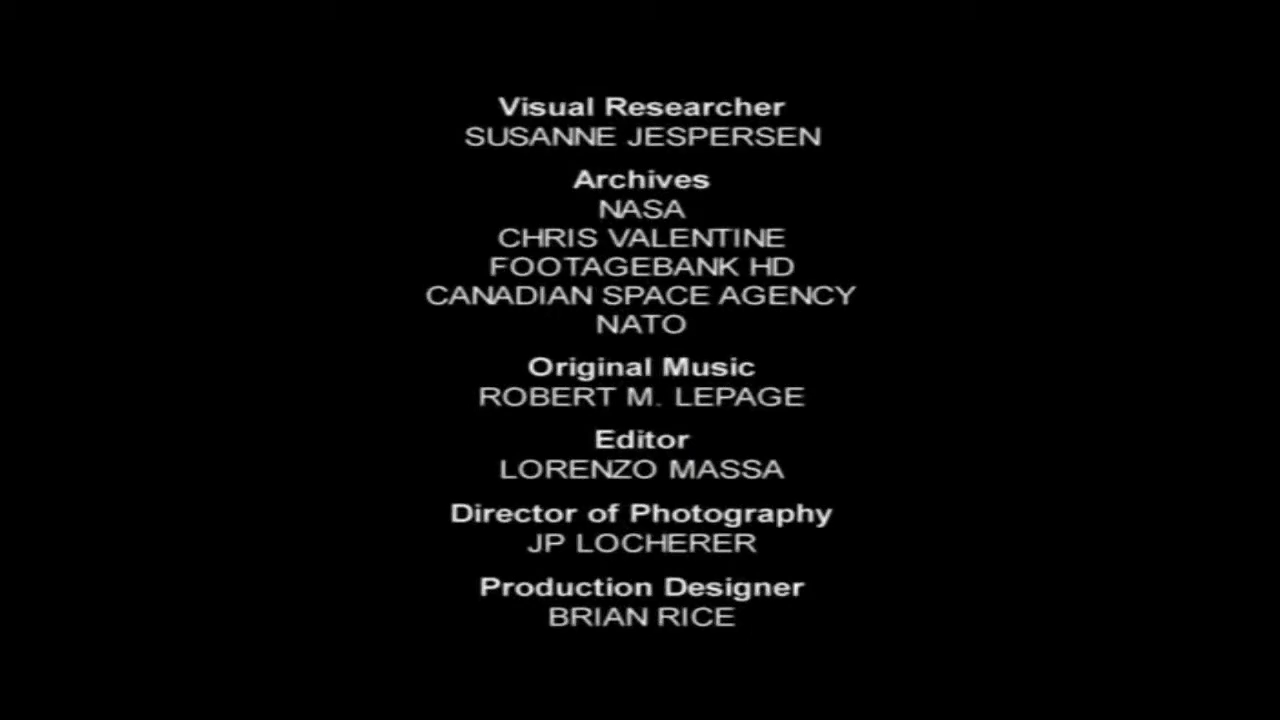 Visual Researcher
SUSANNE JESPERSEN
Archives
NASA
CHRIS VALENTINE
FOOTAGEBANK HD
CANADIAN SPACE AGENCY
NATO
Original Music
ROBERT M. LEPAGE
Editor
LORENZO MASSA
Director of Photography
JP LOCHERER
Production Designer
BRIAN RICE